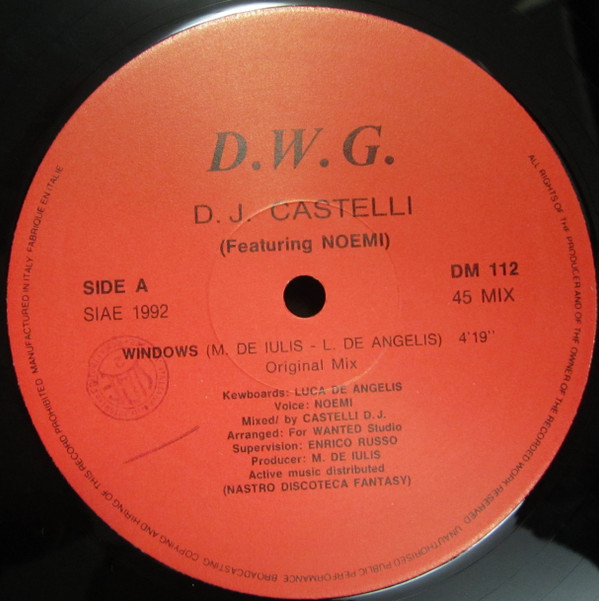 D.W.G.
D.J. CASTELLI
(Featuring NOEMI)
SIDE A
SIAE 1992
DM 112
45 MIX
WINDOWS (M. DE IULIS - L. DE ANGELIS) 4'19"
Original Mix
Kewboards: LUCA DE ANGELIS
Voice: NOEMI
Mixed/ by CASTELLI D.J.
Arranged: For WANTED Studio
Supervision: ENRICO RUSSO
Producer: M. DE IULIS
Active music distributed
(NASTRO DISCOTECA FANTASY)
ALL RIGHTS OF THE PRODUCER AND OF THE OWNER OF THE RECORDED WORK RESERVED. UNAUTHORISED PUBLIC PERFORMANCE BROADCASTING COPYING AND HIRING OF THIS RECORD PROHIBITED MANUFACTURED IN ITALY. FABRIQUE EN ITALIE